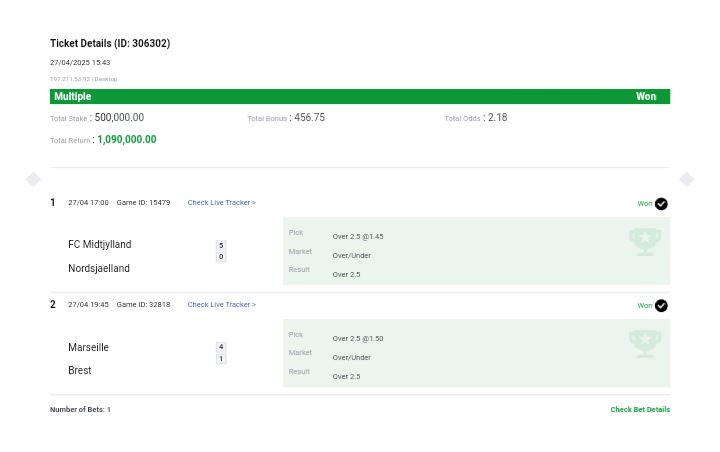 Ticket Details (ID: 306302)
27/04/2025 15:43
197.211.53.92 | Desktop
Multiple Won
Total Stake : 500,000.00 Total Bonus : 456.75 Total Odds : 2.18
Total Return : 1,090,000.00
1 27/04 17:00 Game ID: 15479 Check Live Tracker > Won
Pick Over 2.5 @1.45
FC Midtjylland 5
Market Over/Under
Nordsjaelland 0
Result Over 2.5
2 27/04 19:45 Game ID: 32818 Check Live Tracker > Won
Pick Over 2.5 @1.50
Marseille 4
Market Over/Under
Brest 1
Result Over 2.5
Number of Bets: 1 Check Bet Details